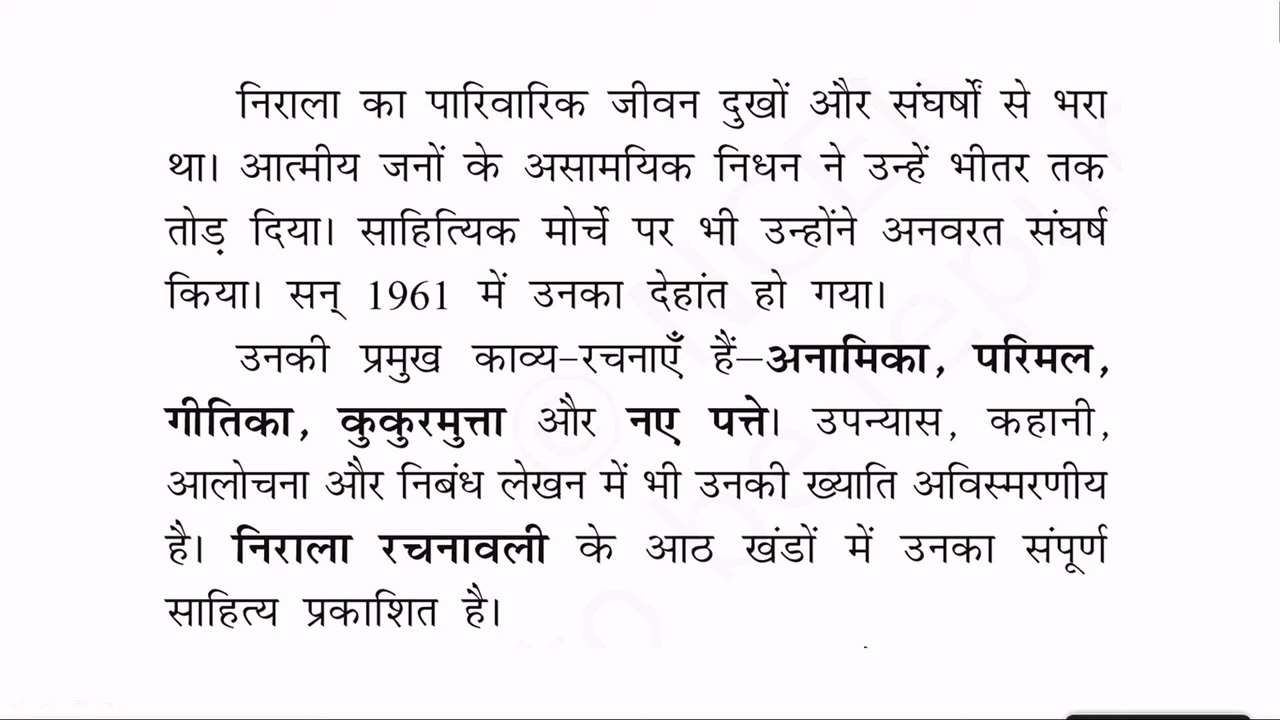 निराला का पारिवारिक जीवन दुखों और संघर्षों से भरा
था। आत्मीय जनों के असामयिक निधन ने उन्हें भीतर तक
तोड़ दिया। साहित्यिक मोर्चे पर भी उन्होंने अनवरत संघर्ष
किया। सन् 1961 में उनका देहांत हो गया।
उनकी प्रमुख काव्य-रचनाएँ हैं—अनामिका, परिमल,
गीतिका, कुकुरमुत्ता और नए पत्ते। उपन्यास, कहानी,
आलोचना और निबंध लेखन में भी उनकी ख्याति अविस्मरणीय
है। निराला रचनावली के आठ खंडों में उनका संपूर्ण
साहित्य प्रकाशित है।